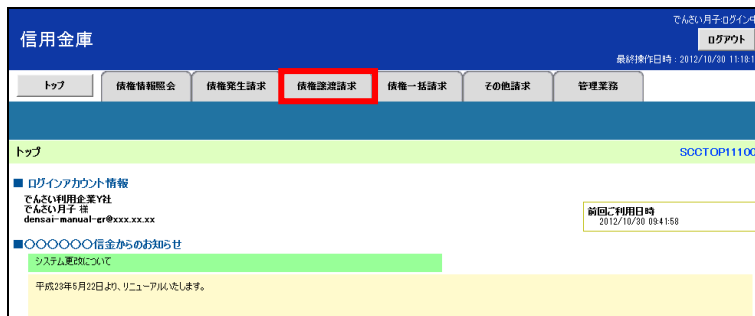 でんさい月子:ログイン中
信用金庫
ログアウト
最終操作日時:2012/10/30 11:18:1
トップ 債権情報照会 債権発生請求 債権譲渡請求 債権一括請求 その他請求 管理業務
トップ SCCTOP11100
■ ログインアカウント情報
でんさい利用企業Y社
でんさい月子 様
densai-manual-gr@xxx.xx.xx
前回ご利用日時
2012/10/30 09:41:58
■〇〇〇〇〇〇信金からのお知らせ
システム更改について
平成23年5月22日より、リニューアルいたします。